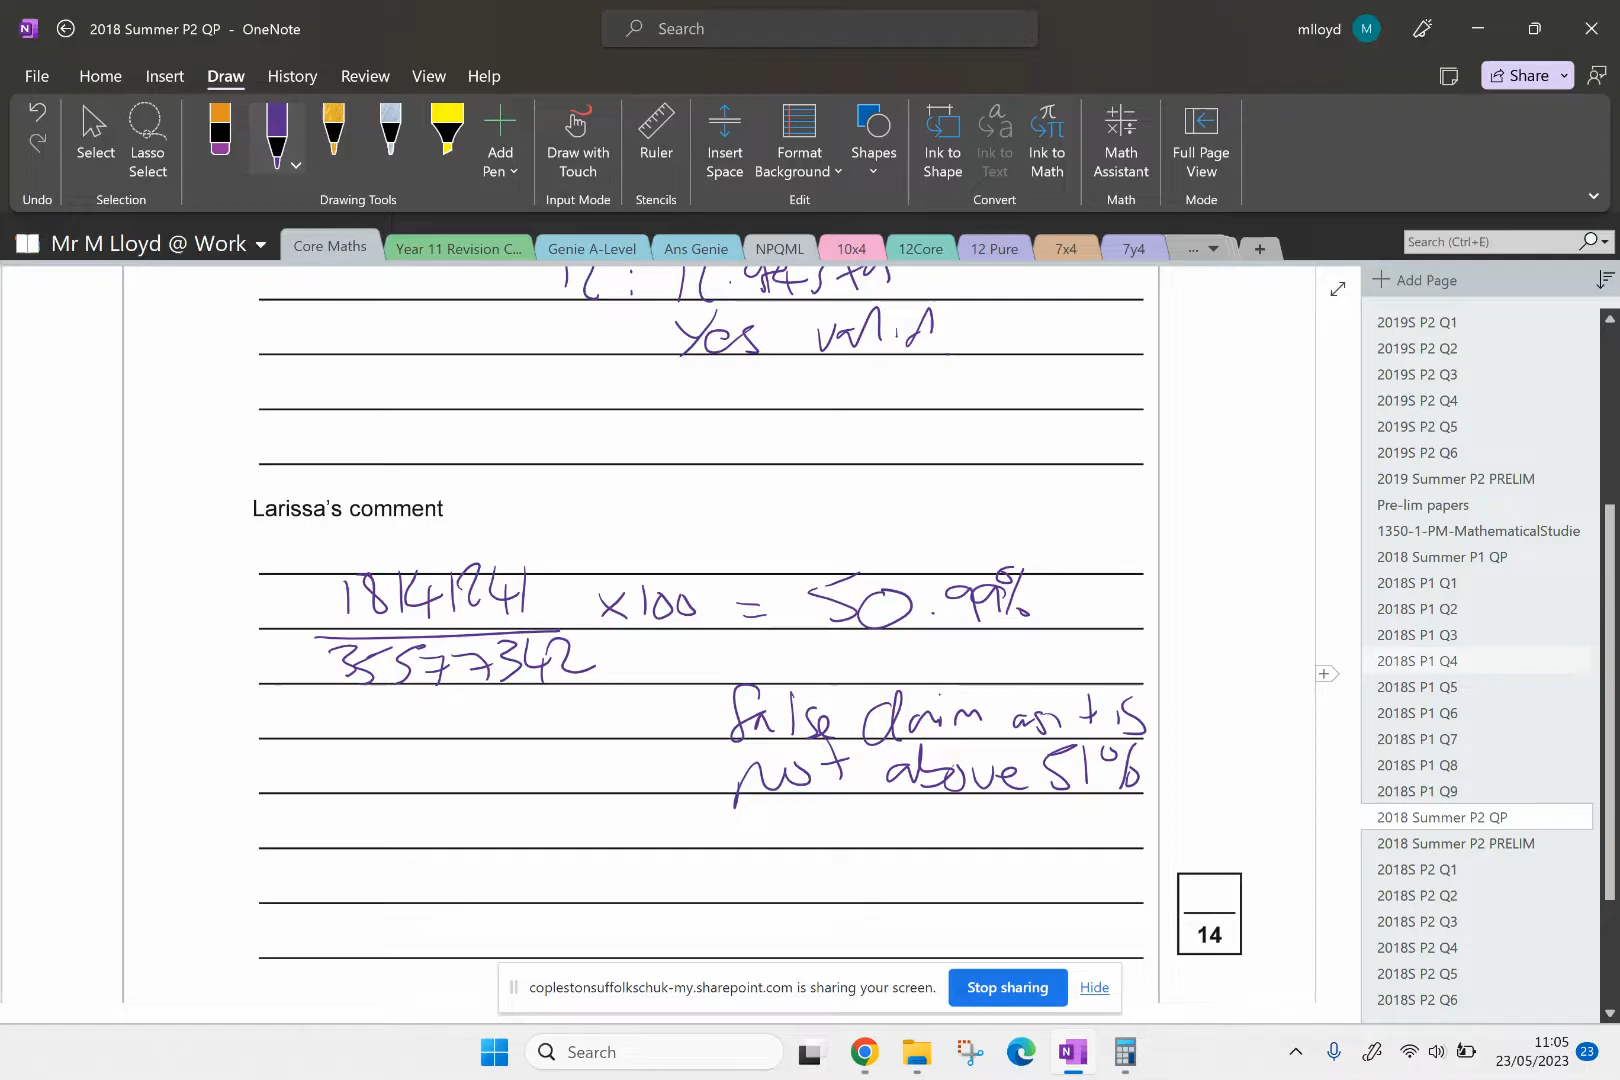 2018 Summer P2 QP - OneNote
Search
mlloyd
M
File Home Insert Draw History Review View Help
Share
Undo
Select
Lasso Select
Selection
Drawing Tools
Add Pen
Draw with Touch
Input Mode
Ruler
Stencils
Insert Space
Format Background
Shapes
Edit
Ink to Shape
Ink to Text
Ink to Math
Convert
Math Assistant
Math
Full Page View
Mode
Mr M Lloyd @ Work
Core Maths
Year 11 Revision C...
Genie A-Level
Ans Genie
NPQML
10x4
12Core
12 Pure
7x4
7y4
...
Search (Ctrl+E)
Yes valid
Larissa's comment
18141241 × 100 = 50.99%
35577342
false claim as it is
not above 51%
14
Add Page
2019S P2 Q1
2019S P2 Q2
2019S P2 Q3
2019S P2 Q4
2019S P2 Q5
2019S P2 Q6
2019 Summer P2 PRELIM
Pre-lim papers
1350-1-PM-MathematicalStudie
2018 Summer P1 QP
2018S P1 Q1
2018S P1 Q2
2018S P1 Q3
2018S P1 Q4
2018S P1 Q5
2018S P1 Q6
2018S P1 Q7
2018S P1 Q8
2018S P1 Q9
2018 Summer P2 QP
2018 Summer P2 PRELIM
2018S P2 Q1
2018S P2 Q2
2018S P2 Q3
2018S P2 Q4
2018S P2 Q5
2018S P2 Q6
coplestonsuffolkschuk-my.sharepoint.com is sharing your screen.
Stop sharing
Hide
Search
11:05
23/05/2023
23